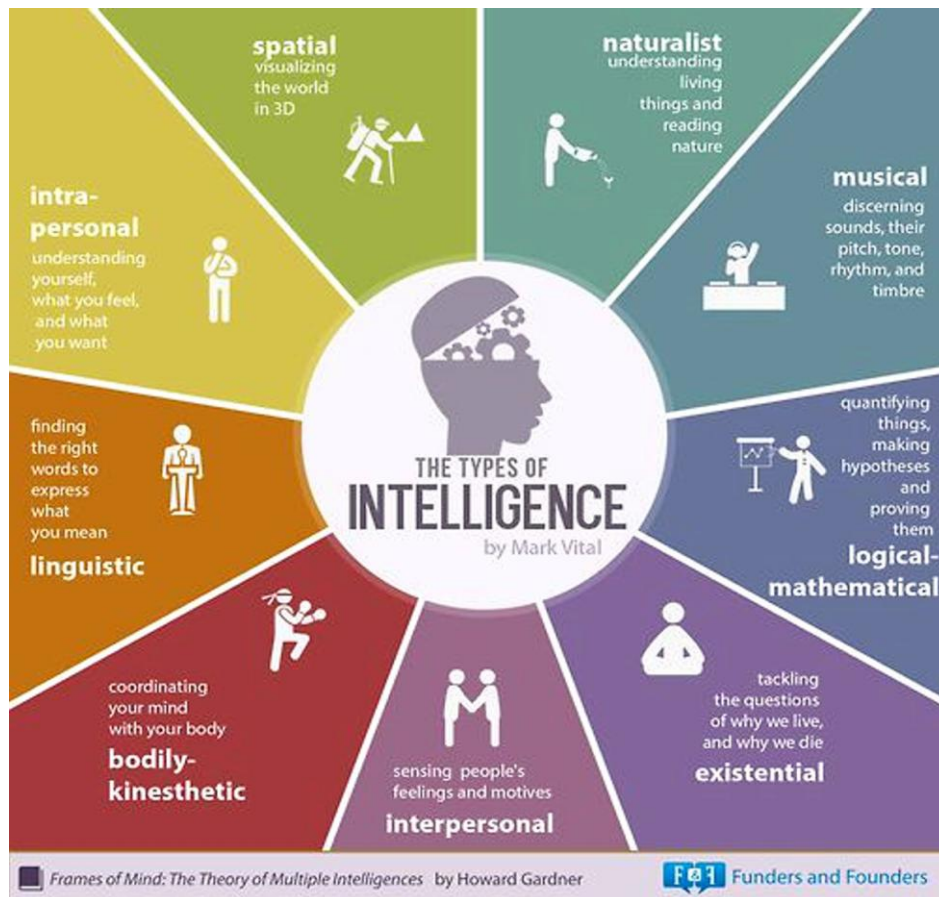 spatial
visualizing
the world
in 3D
naturalist
understanding
living
things and
reading
nature
musical
discerning
sounds, their
pitch, tone,
rhythm, and
timbre
quantifying
things,
making
hypotheses
and
proving
them
logical-
mathematical
tackling
the questions
of why we live,
and why we die
existential
sensing people's
feelings and motives
interpersonal
coordinating
your mind
with your body
bodily-
kinesthetic
finding
the right
words to
express
what
you mean
linguistic
intra-
personal
understanding
yourself,
what you feel,
and what
you want
THE TYPES OF
INTELLIGENCE
by Mark Vital
Frames of Mind: The Theory of Multiple Intelligences by Howard Gardner
F&F Funders and Founders